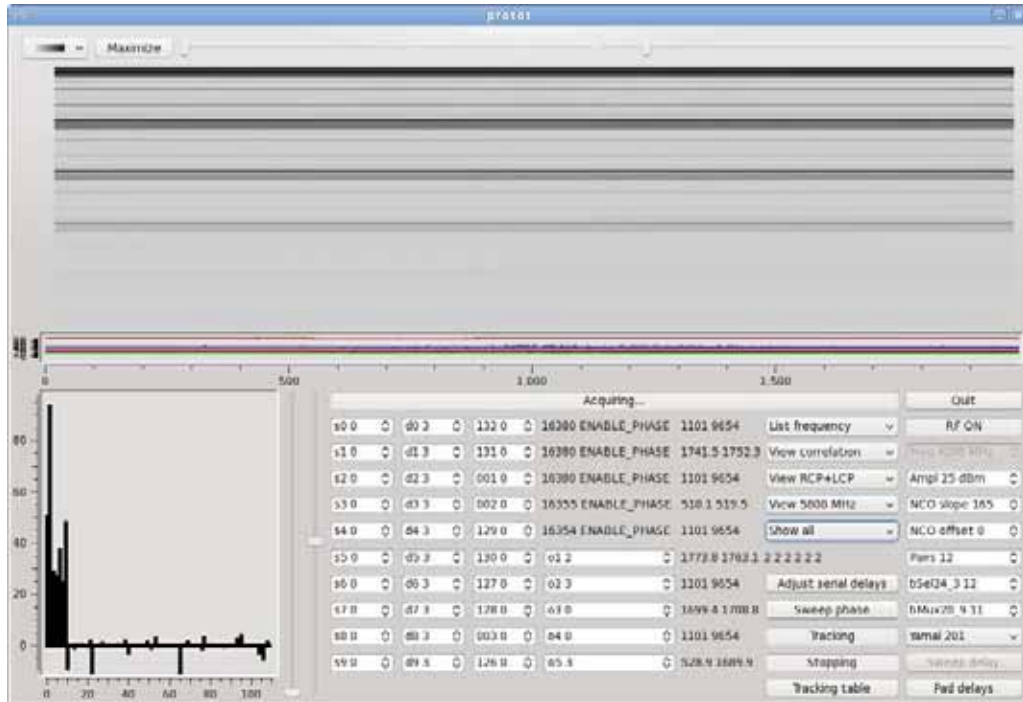 Maximize
0 500 1.000 1.500
Acquiring... Quit
s0 0 d0 3 132 0 16380 ENABLE_PHASE 1101 9654 List frequency RF ON
s1 0 d1 3 131 0 16380 ENABLE_PHASE 1741.5 1752.3 View correlation
s2 0 d2 3 001 0 16380 ENABLE_PHASE 1101 9654 View RCP+LCP Ampl 25 dBm
s3 0 d3 3 002 0 16355 ENABLE_PHASE 510.1 519.5 View 5800 MHz NCO slope 165
s4 0 d4 3 129 0 16354 ENABLE_PHASE 1101 9654 Show all NCO offset 0
s5 0 d5 3 130 0 o1 2 1773.8 1763.1 2 2 2 2 2 2 Pairs 12
s6 0 d6 3 127 0 o2 3 1101 9654 Adjust serial delays bSel24_3 12
s7 0 d7 3 128 0 o3 0 1699.4 1708.8 Sweep phase bMux20_9 11
s8 0 d8 3 003 0 1101 9654 Tracking Yamal 201
s9 0 d9 3 126 0 528.9 1689.9 Stopping Sweep delay
Tracking table Pad delays
80
60
40
20
0
0 20 40 60 80 100